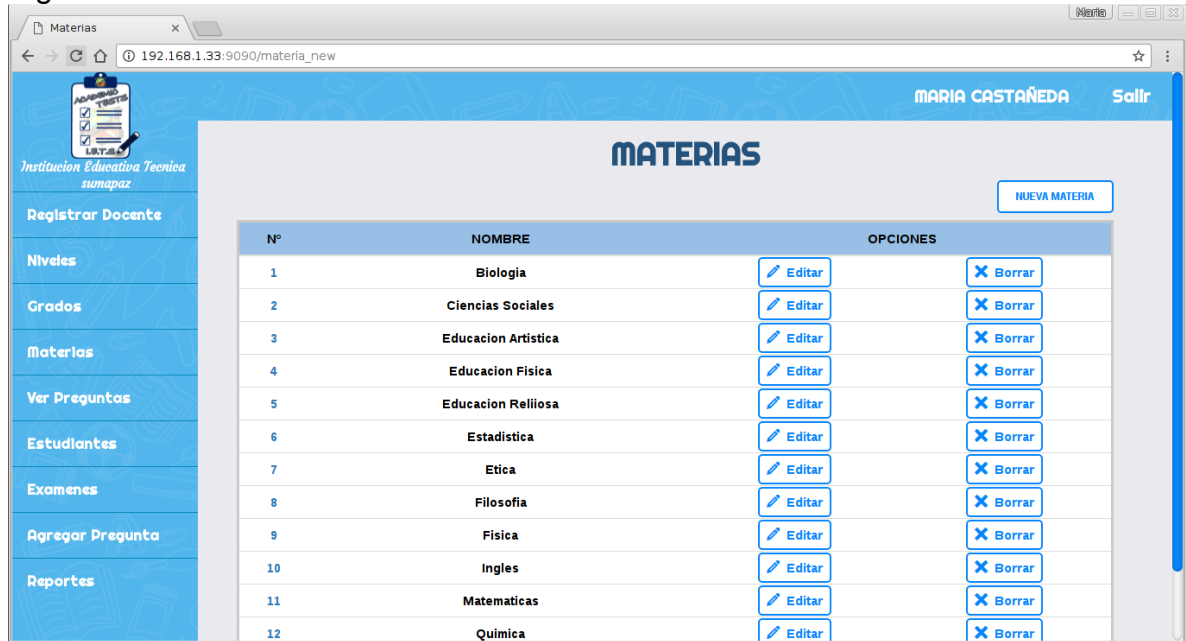 Materias
Maria
192.168.1.33:9090/materia_new
MARIA CASTAÑEDA
Salir
ACADEMIC
TESTS
I.S.T.S
Institucion Educativa Tecnica
sumapaz
MATERIAS
NUEVA MATERIA
Registrar Docente
Niveles
Grados
Materias
Ver Preguntas
Estudiantes
Examenes
Agregar Pregunta
Reportes
Nº NOMBRE OPCIONES
1 Biologia Editar Borrar
2 Ciencias Sociales Editar Borrar
3 Educacion Artistica Editar Borrar
4 Educacion Fisica Editar Borrar
5 Educacion Reliiosa Editar Borrar
6 Estadistica Editar Borrar
7 Etica Editar Borrar
8 Filosofia Editar Borrar
9 Fisica Editar Borrar
10 Ingles Editar Borrar
11 Matematicas Editar Borrar
12 Quimica Editar Borrar